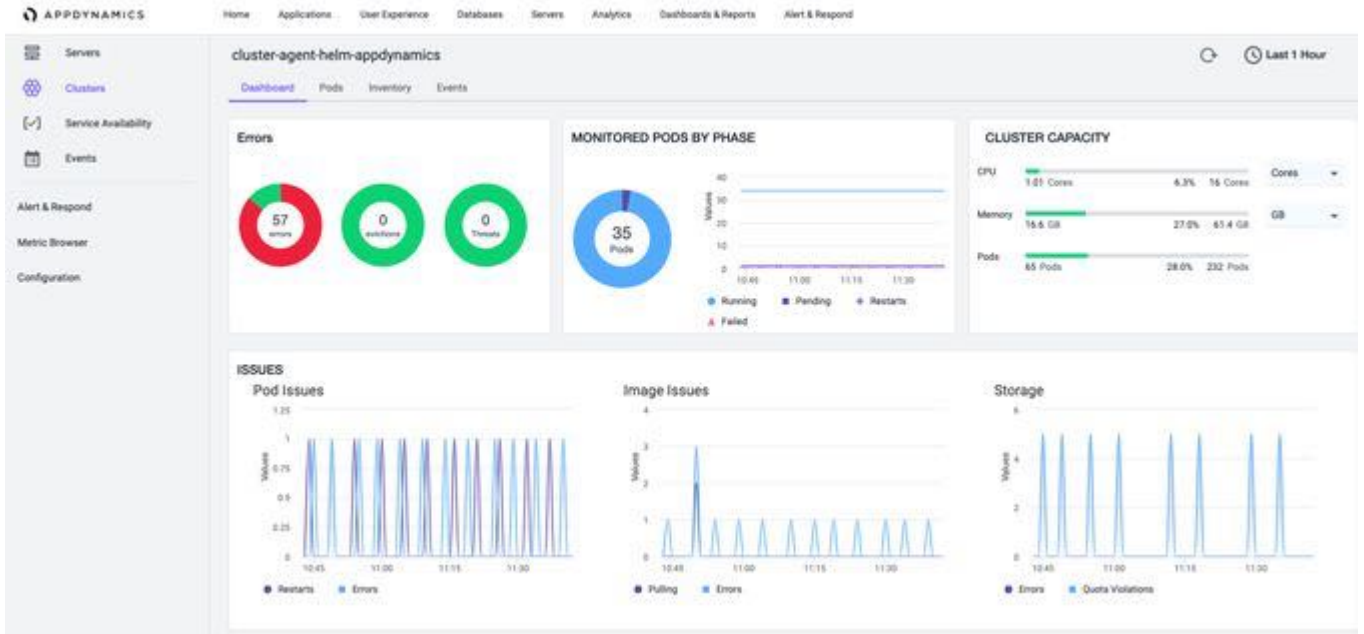 APPDYNAMICS
Home Applications User Experience Databases Servers Analytics Dashboards & Reports Alert & Respond
Servers
Clusters
Service Availability
Events
Alert & Respond
Metric Browser
Configuration
cluster-agent-helm-appdynamics
Last 1 Hour
Dashboard Pods Inventory Events
Errors
57
errors
0
evictions
0
Threats
MONITORED PODS BY PHASE
35
Pods
Values
40
30
20
10
0
10:45 11:00 11:15 11:30
Running Pending Restarts
Failed
CLUSTER CAPACITY
CPU
1.01 Cores 6.3% 16 Cores
Cores
Memory
16.6 GB 27.0% 61.4 GB
GB
Pods
65 Pods 28.0% 232 Pods
ISSUES
Pod Issues
Values
1.25
1
0.75
0.5
0.25
0
10:45 11:00 11:15 11:30
Restarts Errors
Image Issues
Values
4
3
2
1
0
10:45 11:00 11:15 11:30
Pulling Errors
Storage
Values
6
4
2
0
10:45 11:00 11:15 11:30
Errors Quota Violations